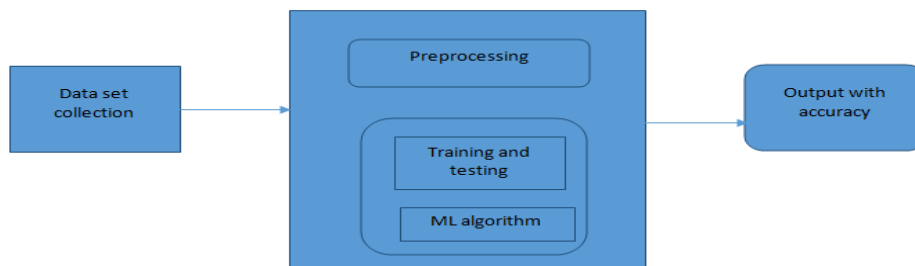 Data set
collection
Preprocessing
Training and
testing
ML algorithm
Output with
accuracy